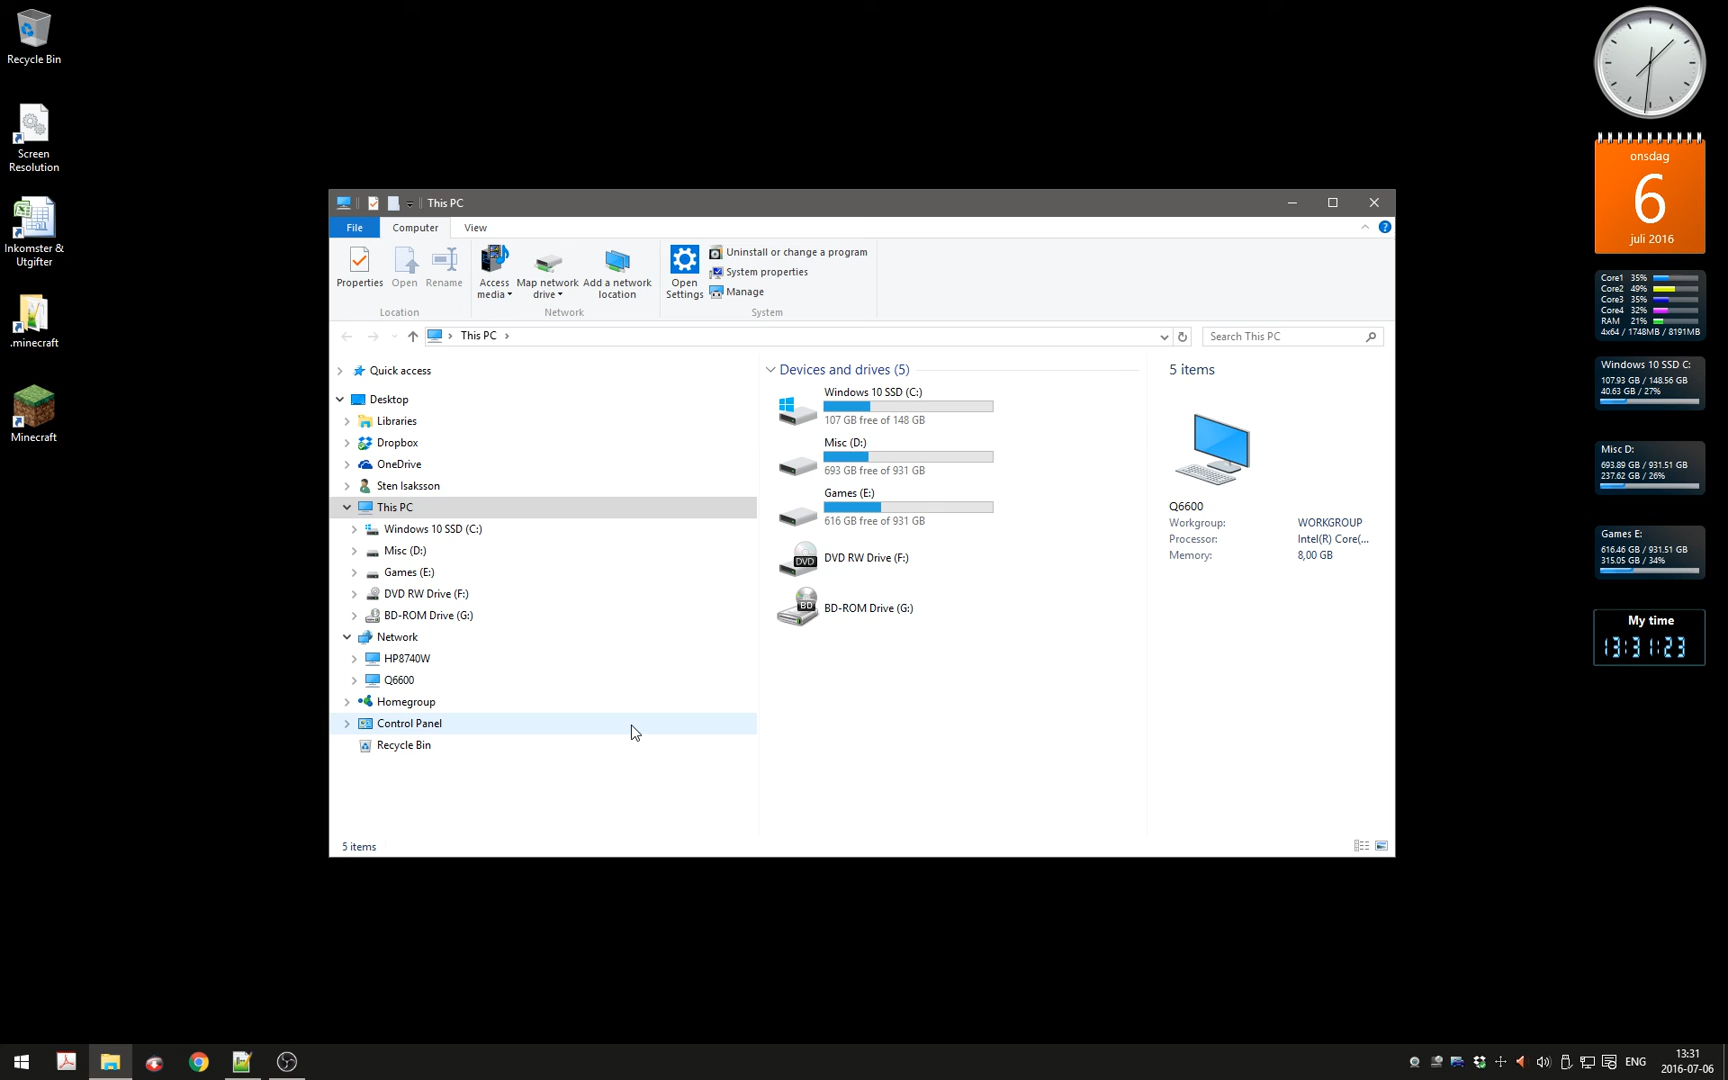 Recycle Bin
Screen
Resolution
Inkomster &
Utgifter
.minecraft
Minecraft
This PC
File
Computer
View
Properties
Open
Rename
Location
Access
media
Map network
drive
Add a network
location
Network
Open
Settings
Uninstall or change a program
System properties
Manage
System
This PC
Search This PC
Quick access
Desktop
Libraries
Dropbox
OneDrive
Sten Isaksson
This PC
Windows 10 SSD (C:)
Misc (D:)
Games (E:)
DVD RW Drive (F:)
BD-ROM Drive (G:)
Network
HP8740W
Q6600
Homegroup
Control Panel
Recycle Bin
5 items
Devices and drives (5)
Windows 10 SSD (C:)
107 GB free of 148 GB
Misc (D:)
693 GB free of 931 GB
Games (E:)
616 GB free of 931 GB
DVD
DVD RW Drive (F:)
BD
BD-ROM Drive (G:)
5 items
Q6600
Workgroup: WORKGROUP
Processor: Intel(R) Core(...
Memory: 8,00 GB
onsdag
6
juli 2016
Core1 35%
Core2 49%
Core3 35%
Core4 32%
RAM 21%
4x64 / 1748MB / 8191MB
Windows 10 SSD C:
107.93 GB / 148.56 GB
40.63 GB / 27%
Misc D:
693.89 GB / 931.51 GB
237.62 GB / 26%
Games E:
616.46 GB / 931.51 GB
315.05 GB / 34%
My time
13:31:23
ENG
13:31
2016-07-06